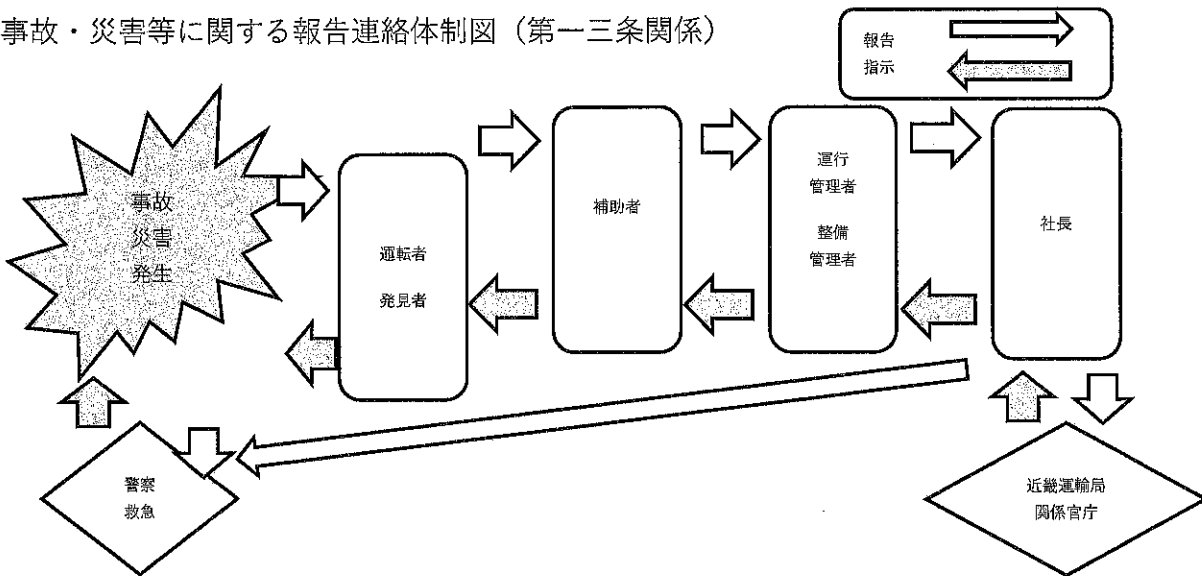 事故・災害等に関する報告連絡体制図（第一三条関係）
報告
指示
事故
災害
発生
運転者
発見者
補助者
運行
管理者
整備
管理者
社長
警察
救急
近畿運輸局
関係官庁